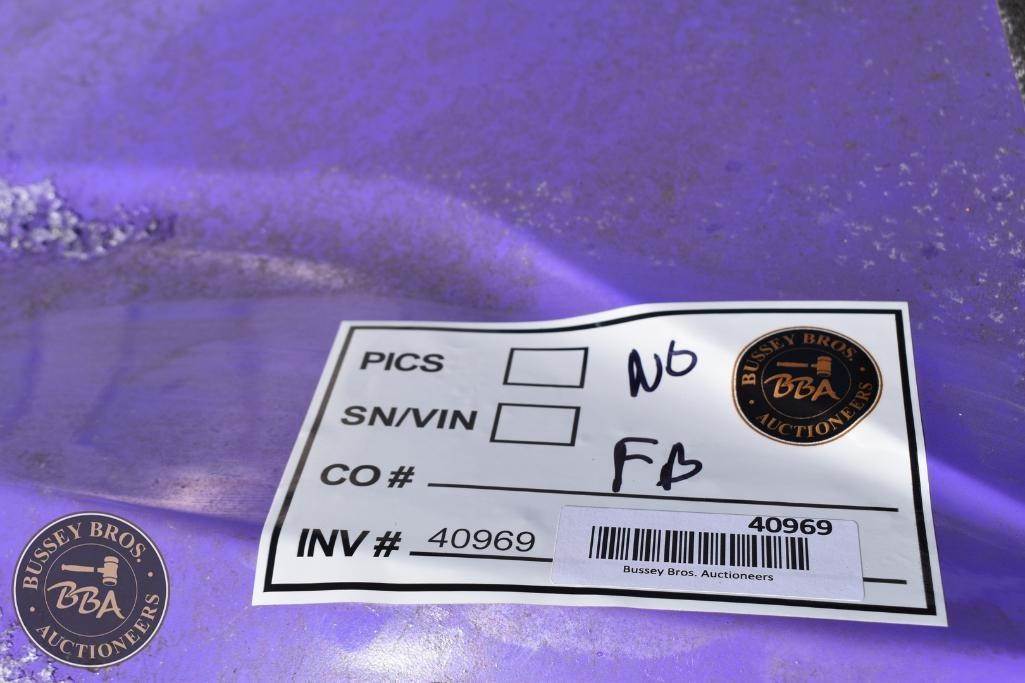 PICS NO
SN/VIN
CO # FB
INV # 40969
40969
Bussey Bros. Auctioneers
BUSSEY BROS.
BBA
AUCTIONEERS
BUSSEY BROS.
BBA
AUCTIONEERS